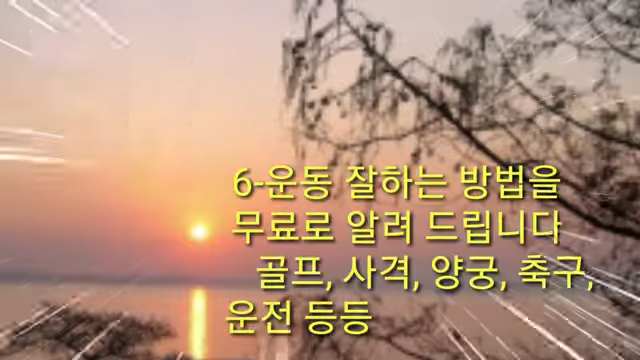 6-운동 잘하는 방법을
무료로 알려 드립니다
골프, 사격, 양궁, 축구,
운전 등등